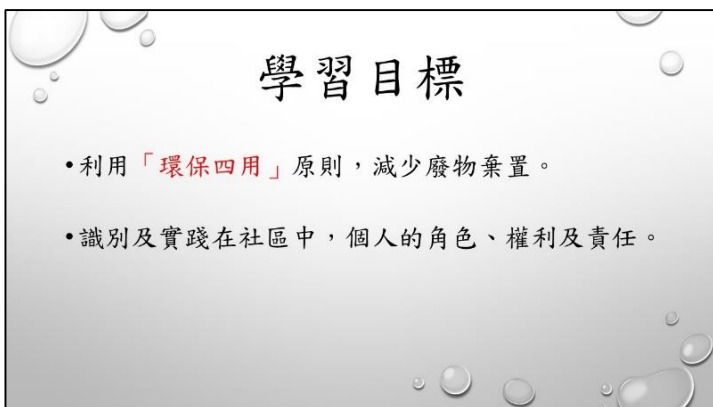 學習目標
•利用「環保四用」原則，減少廢物棄置。
•識別及實踐在社區中，個人的角色、權利及責任。